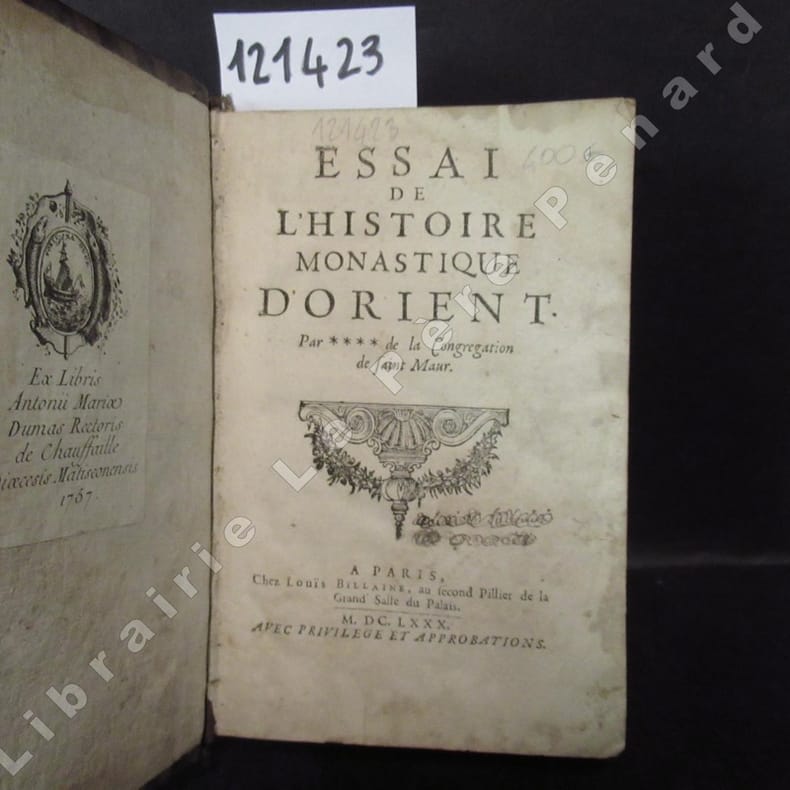 121423
121423
400 €
ESSAI
DE
L'HISTOIRE
MONASTIQUE
D'ORIENT.
Par **** de la Congregation
de saint Maur.
A PARIS,
Chez Louïs BILLAINE, au second Pillier de la
Grand' Salle du Palais.
M. DC. LXXX.
AVEC PRIVILEGE ET APPROBATIONS.
Ex Libris
Antonii Mariæ
Dumas Rectoris
de Chauffaille
Diœcesis Matisconensis
1767.
Librairie Le Père Pénard